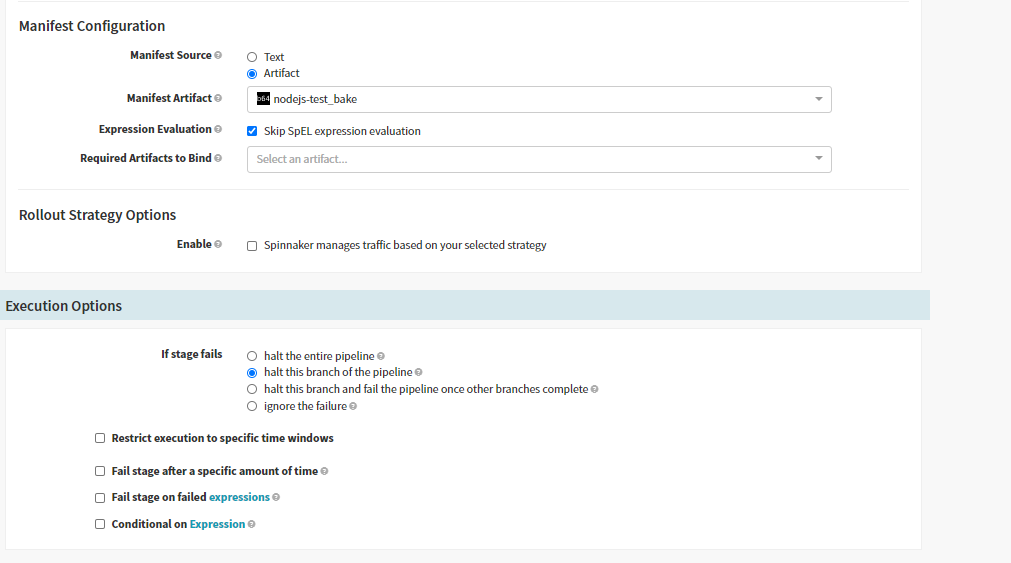 Manifest Configuration
Manifest Source
Text
Artifact
Manifest Artifact
b64 nodejs-test_bake
Expression Evaluation
Skip SpEL expression evaluation
Required Artifacts to Bind
Select an artifact...
Rollout Strategy Options
Enable
Spinnaker manages traffic based on your selected strategy
Execution Options
If stage fails
halt the entire pipeline
halt this branch of the pipeline
halt this branch and fail the pipeline once other branches complete
ignore the failure
Restrict execution to specific time windows
Fail stage after a specific amount of time
Fail stage on failed expressions
Conditional on Expression